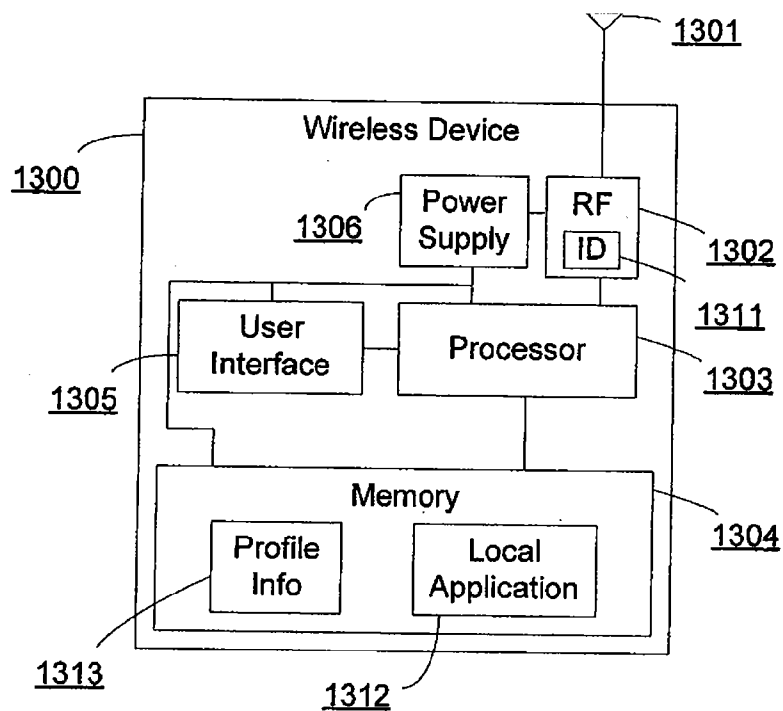 1301
Wireless Device
1300
Power
Supply
1306
RF
ID
1302
1311
User
Interface
Processor
1303
1305
Memory
1304
Profile
Info
Local
Application
1313
1312